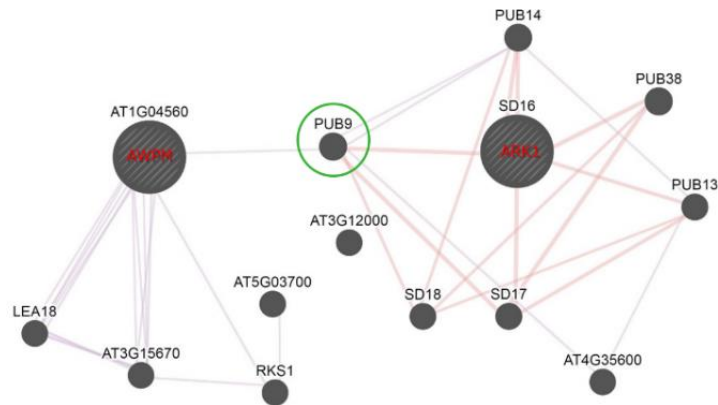 PUB14
PUB38
AT1G04560
SD16
PUB9
AWPM
ARK2
PUB13
AT3G12000
AT5G03700
SD18
SD17
LEA18
AT3G15670
RKS1
AT4G35600